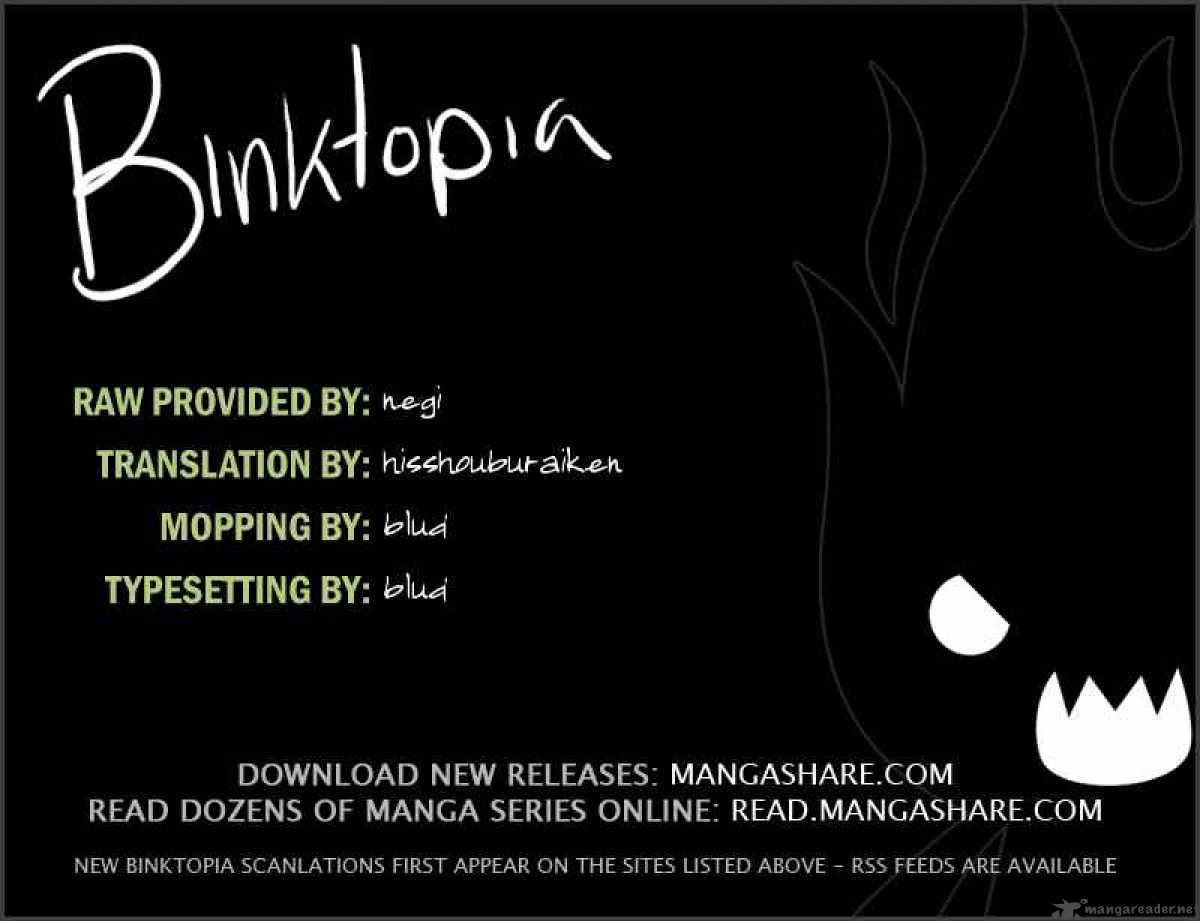 Binktopia
RAW PROVIDED BY: negi
TRANSLATION BY: hisshouburaiken
MOPPING BY: blud
TYPESETTING BY: blud
DOWNLOAD NEW RELEASES: MANGASHARE.COM
READ DOZENS OF MANGA SERIES ONLINE: READ.MANGASHARE.COM
NEW BINKTOPIA SCANLATIONS FIRST APPEAR ON THE SITES LISTED ABOVE – RSS FEEDS ARE AVAILABLE
mangareader.net